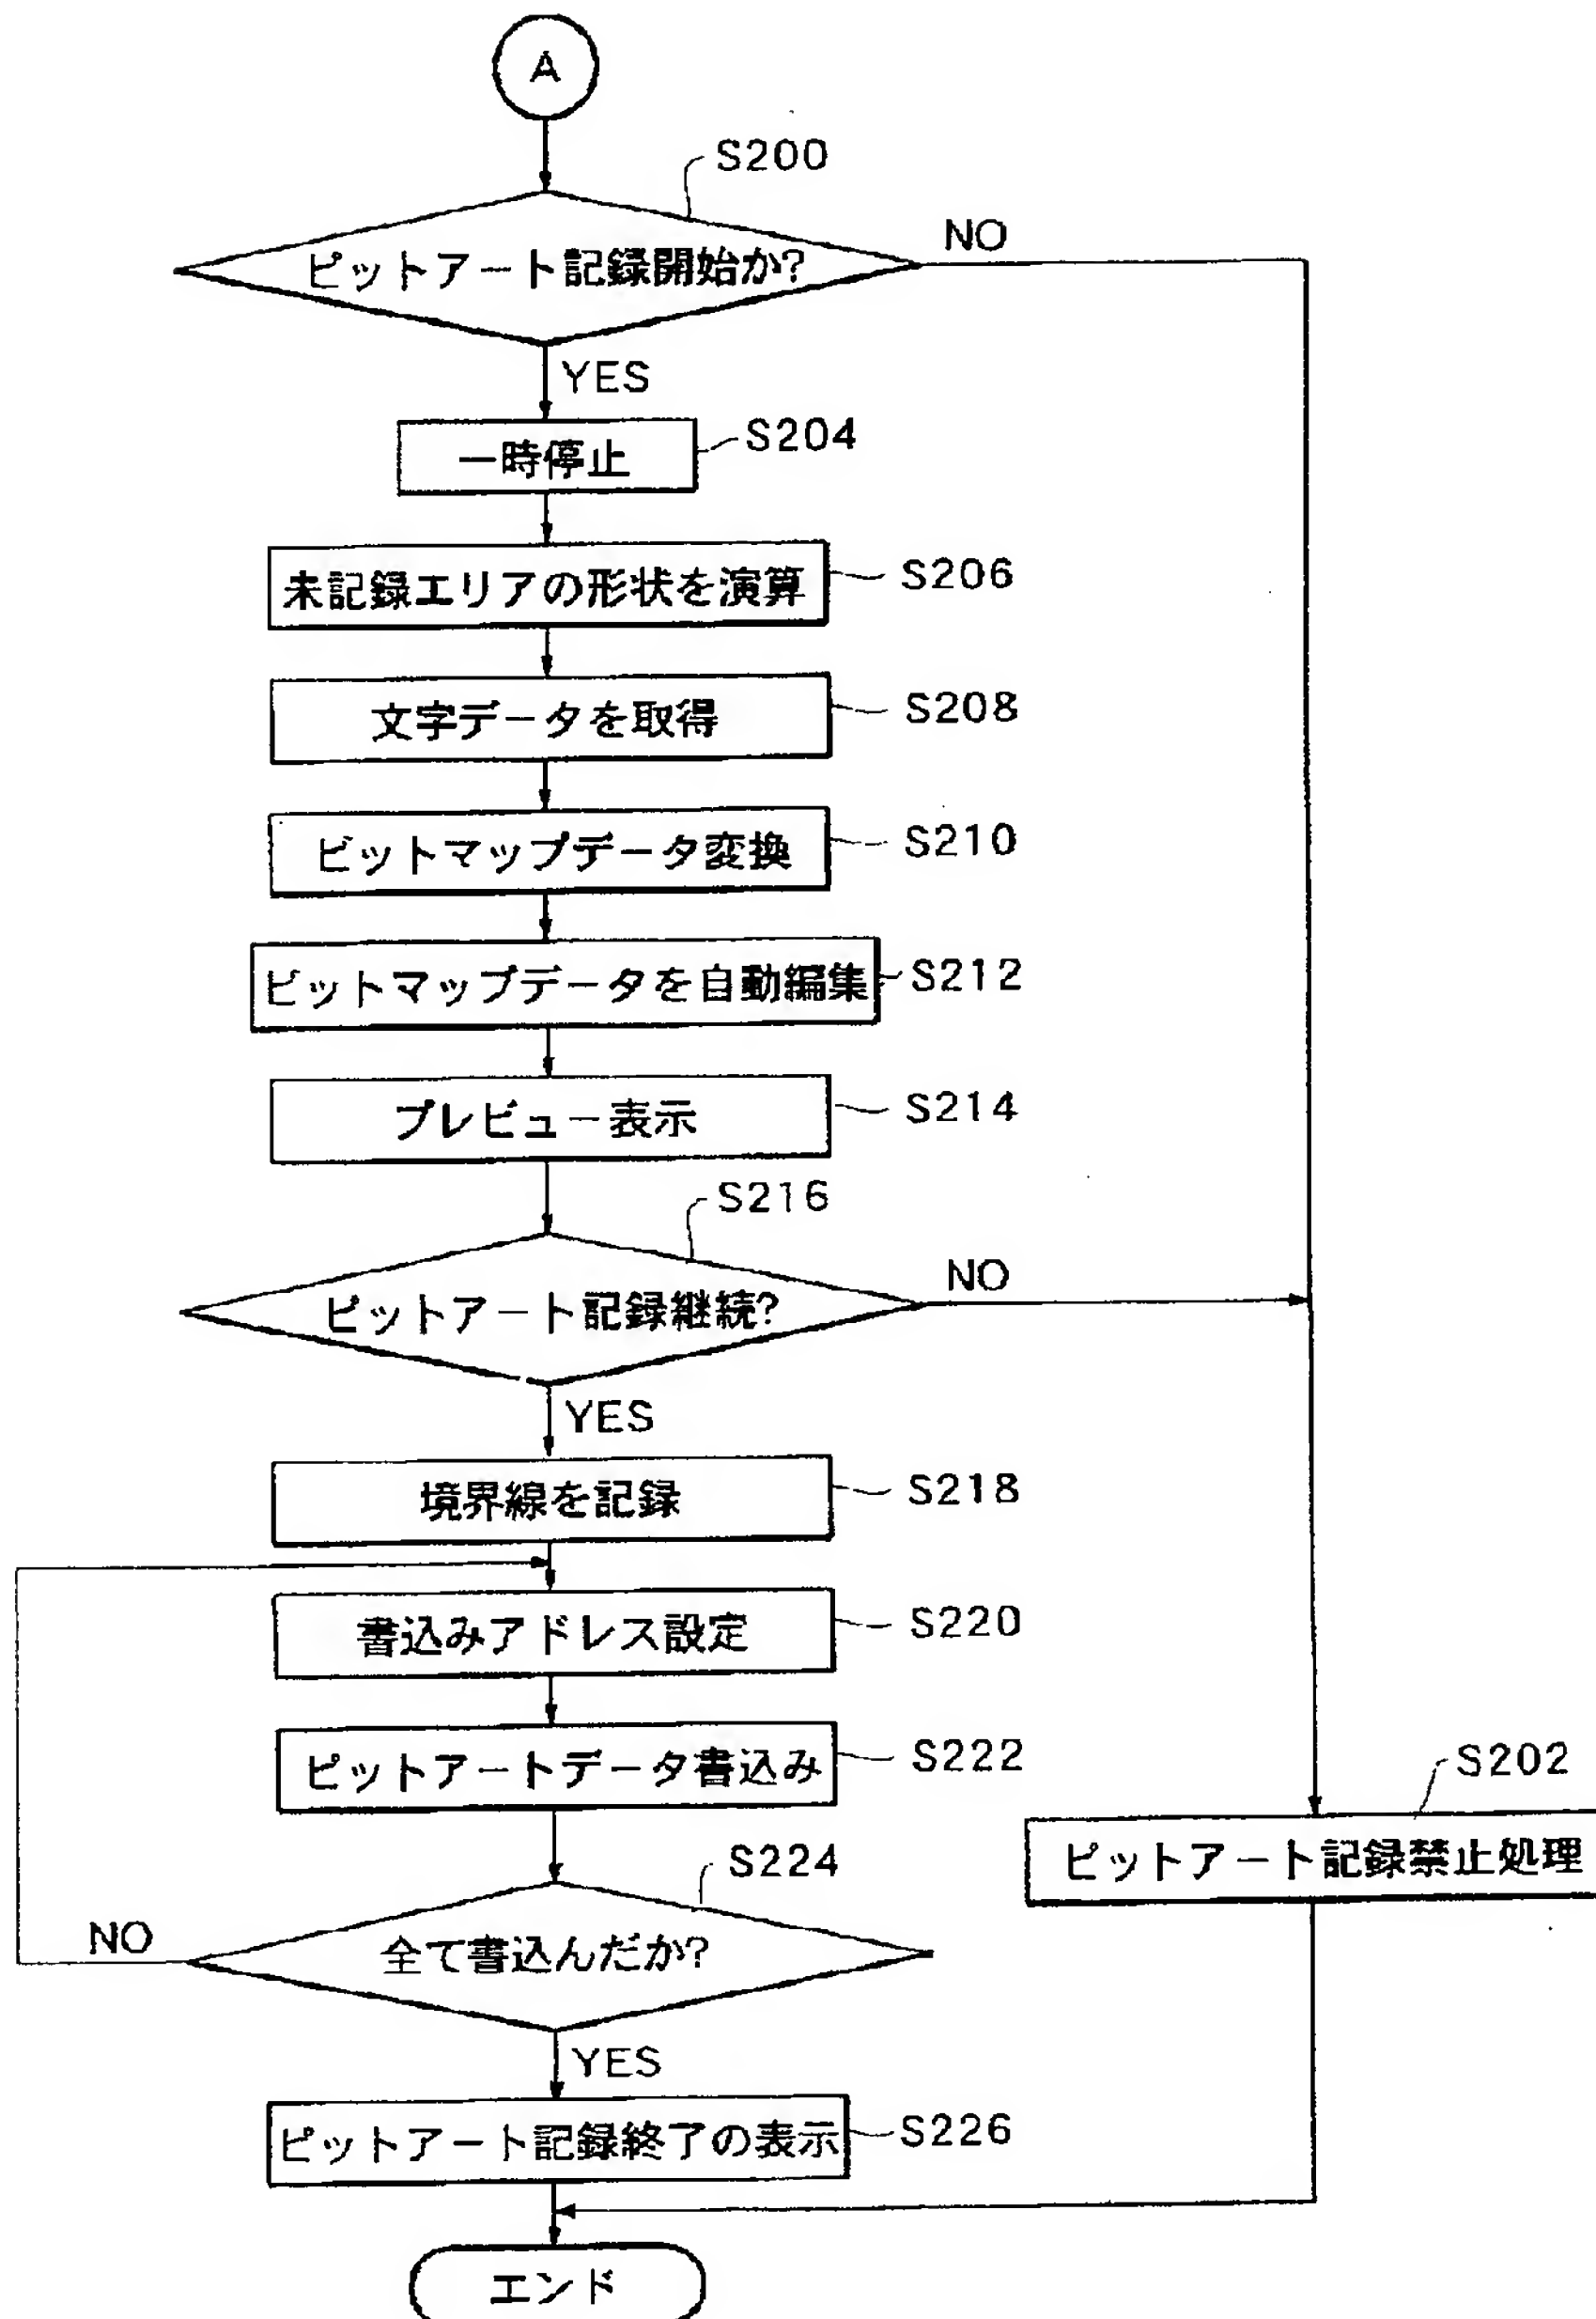 A
S200
ピットアート記録開始か?
NO
YES
S204
一時停止
S206
未記録エリアの形状を演算
S208
文字データを取得
S210
ビットマップデータ変換
S212
ビットマップデータを自動編集
S214
プレビュー表示
S216
ピットアート記録継続?
NO
YES
S218
境界線を記録
S220
書込みアドレス設定
S222
ピットアートデータ書込み
S202
ピットアート記録禁止処理
S224
全て書込んだか?
NO
YES
S226
ピットアート記録終了の表示
エンド